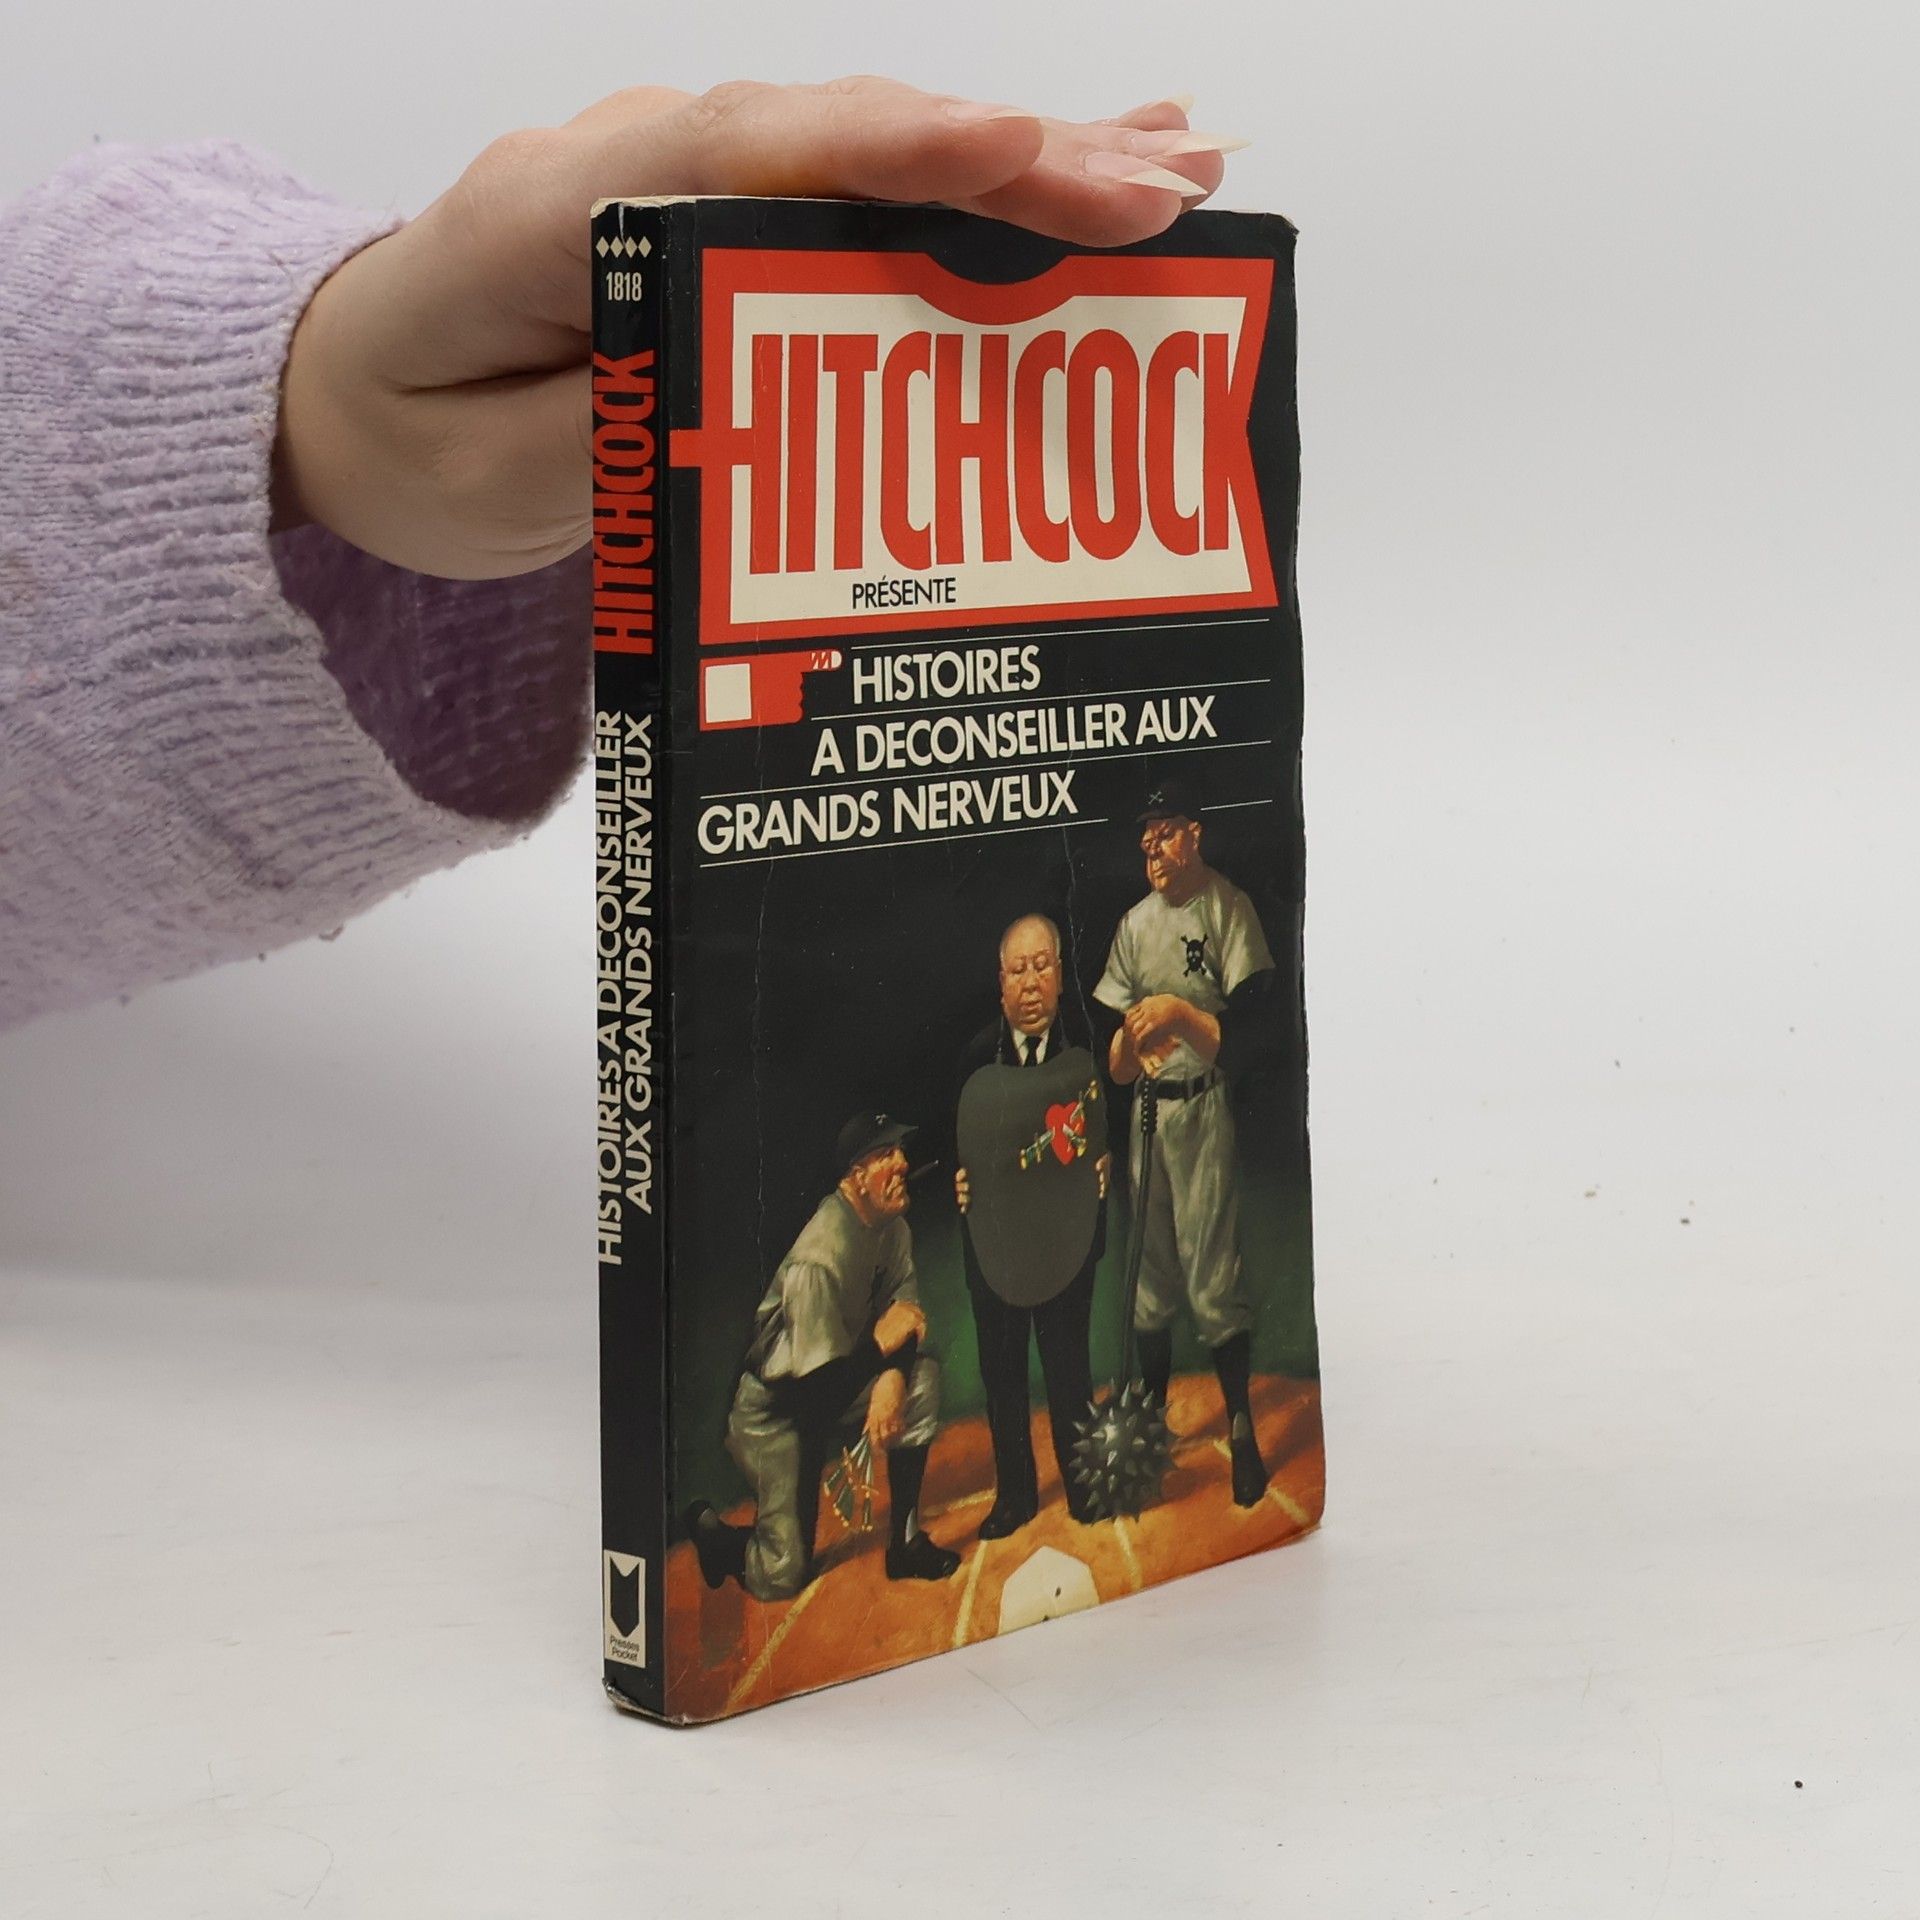 1818
HITCHCOCK
HISTOIRES A DECONSEILLER
AUX GRANDS NERVEUX
Presses
Pocket
HITCHCOCK
PRÉSENTE
HISTOIRES
A DECONSEILLER AUX
GRANDS NERVEUX